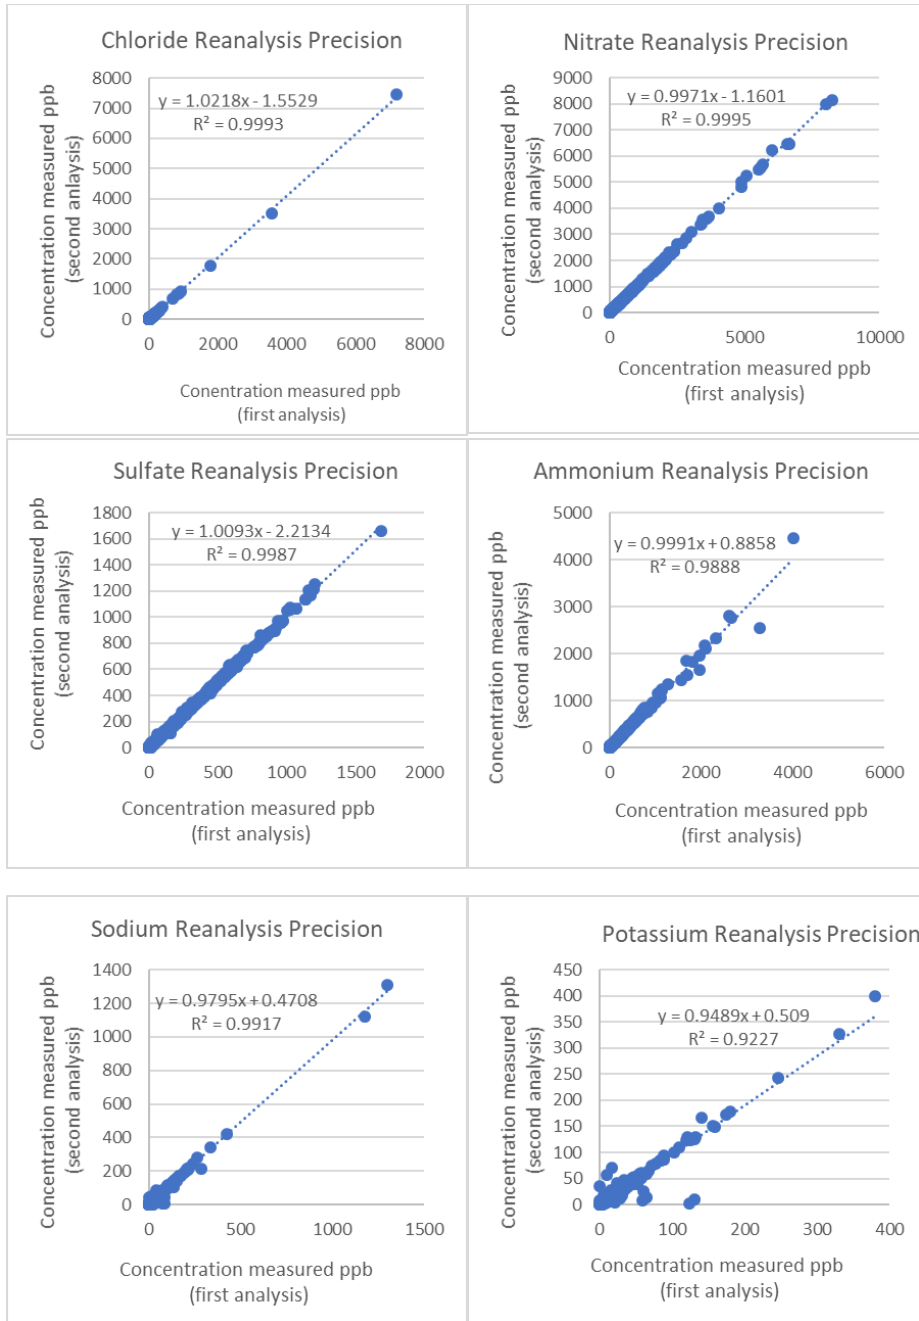 Chloride Reanalysis Precision
Concentration measured ppb
(second anlaysis)
8000
7000
6000
5000
4000
3000
2000
1000
0
y = 1.0218x - 1.5529
R² = 0.9993
0 2000 4000 6000 8000
Conentration measured ppb
(first analysis)
Nitrate Reanalysis Precision
Concentration measured ppb
(second analysis)
9000
8000
7000
6000
5000
4000
3000
2000
1000
0
y = 0.9971x - 1.1601
R² = 0.9995
0 5000 10000
Concentration measured ppb
(first analysis)
Sulfate Reanalysis Precision
Concentration measured ppb
(second analysis)
1800
1600
1400
1200
1000
800
600
400
200
0
y = 1.0093x - 2.2134
R² = 0.9987
0 500 1000 1500 2000
Concentration measured ppb
(first analysis)
Ammonium Reanalysis Precision
Concentration measured ppb
(second analysis)
5000
4000
3000
2000
1000
0
y = 0.9991x + 0.8858
R² = 0.9888
0 2000 4000 6000
Concentration measured ppb
(first analysis)
Sodium Reanalysis Precision
Concentration measured ppb
(second analysis)
1400
1200
1000
800
600
400
200
0
y = 0.9795x + 0.4708
R² = 0.9917
0 500 1000 1500
Concentration measured ppb
(first analysis)
Potassium Reanalysis Precision
Concentration measured ppb
(second analysis)
450
400
350
300
250
200
150
100
50
0
y = 0.9489x + 0.509
R² = 0.9227
0 100 200 300 400
Concentration measured ppb
(first analysis)